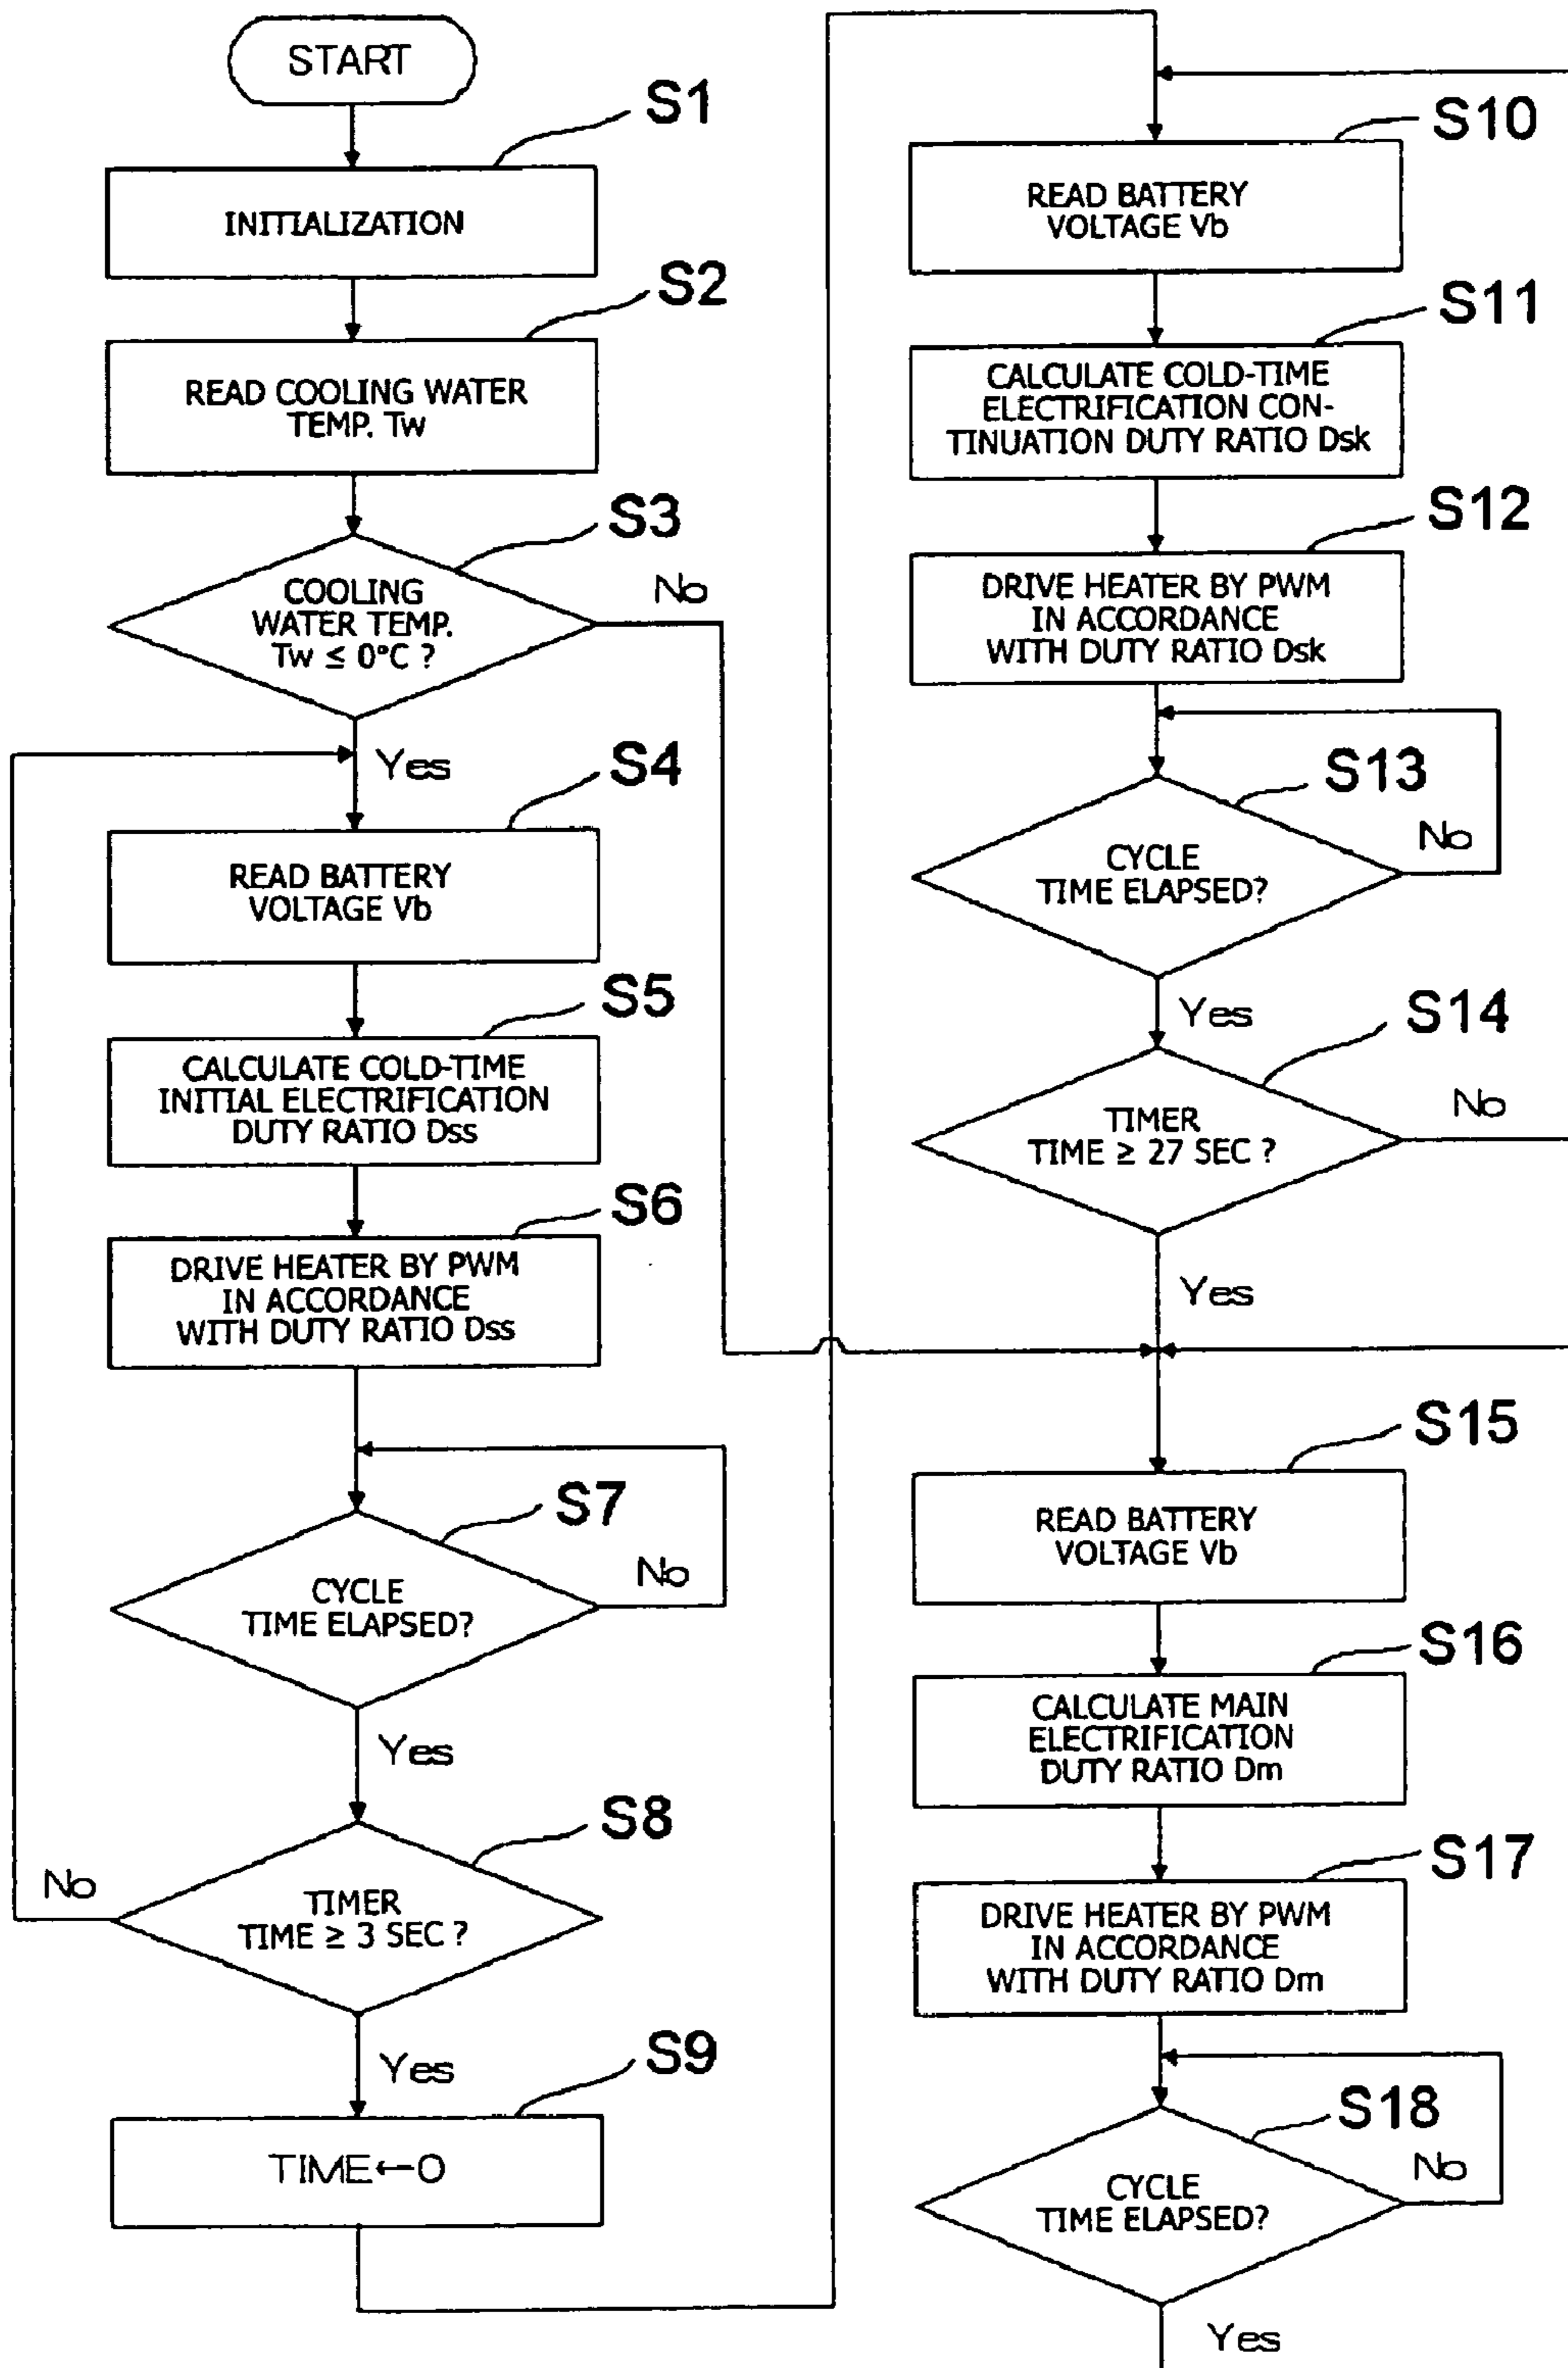 START
S1
INITIALIZATION
S2
READ COOLING WATER
TEMP. Tw
S3
COOLING
WATER TEMP.
Tw ≤ 0°C ?
No
Yes
S4
READ BATTERY
VOLTAGE Vb
S5
CALCULATE COLD-TIME
INITIAL ELECTRIFICATION
DUTY RATIO Dss
S6
DRIVE HEATER BY PWM
IN ACCORDANCE
WITH DUTY RATIO Dss
S7
CYCLE
TIME ELAPSED?
No
Yes
S8
TIMER
TIME ≥ 3 SEC ?
No
Yes
S9
TIME←0
S10
READ BATTERY
VOLTAGE Vb
S11
CALCULATE COLD-TIME
ELECTRIFICATION CON-
TINUATION DUTY RATIO Dsk
S12
DRIVE HEATER BY PWM
IN ACCORDANCE
WITH DUTY RATIO Dsk
S13
CYCLE
TIME ELAPSED?
No
Yes
S14
TIMER
TIME ≥ 27 SEC ?
No
Yes
S15
READ BATTERY
VOLTAGE Vb
S16
CALCULATE MAIN
ELECTRIFICATION
DUTY RATIO Dm
S17
DRIVE HEATER BY PWM
IN ACCORDANCE
WITH DUTY RATIO Dm
S18
CYCLE
TIME ELAPSED?
No
Yes